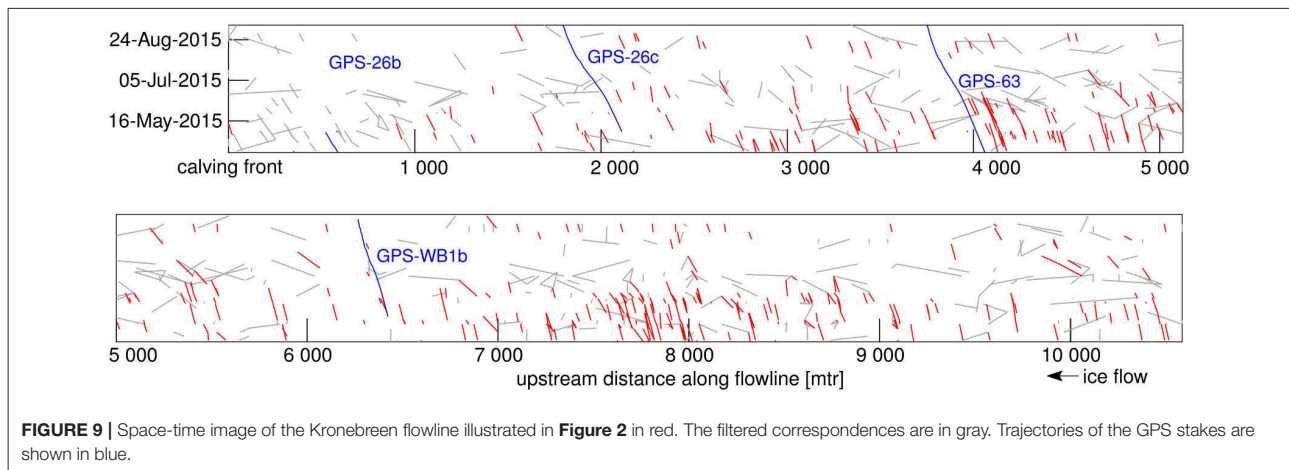 24-Aug-2015
GPS-26b
GPS-26c
05-Jul-2015
GPS-63
16-May-2015
calving front
1 000
2 000
3 000
4 000
5 000
GPS-WB1b
5 000
6 000
7 000
8 000
9 000
10 000
upstream distance along flowline [mtr]
ice flow
FIGURE 9 | Space-time image of the Kronebreen flowline illustrated in Figure 2 in red. The filtered correspondences are in gray. Trajectories of the GPS stakes are
shown in blue.